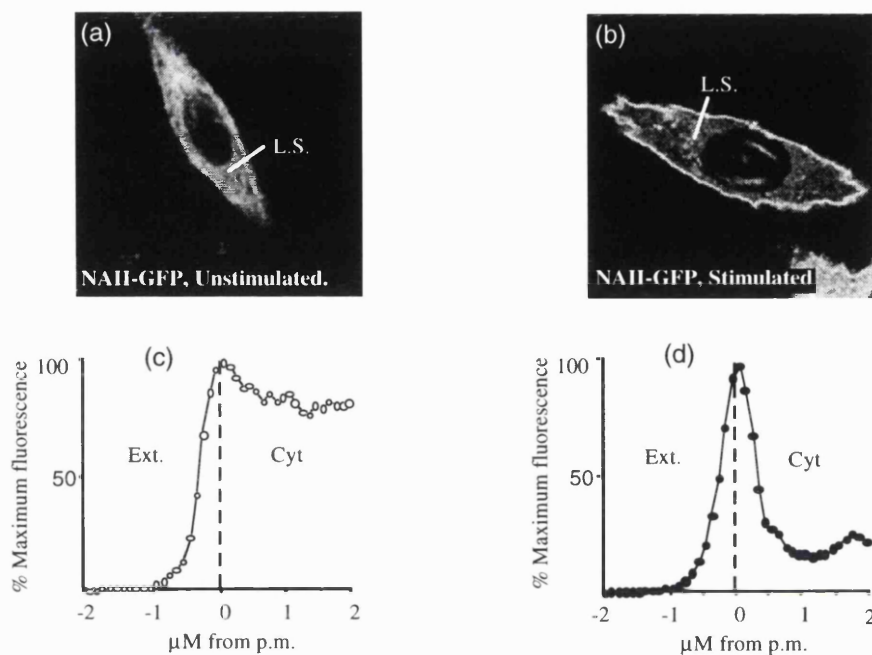 (a)
L.S.
NAII-GFP, Unstimulated.
(b)
L.S.
NAII-GFP, Stimulated
(c)
% Maximum fluorescence
100
50
Ext.
Cyt
-2
-1
0
1
2
µM from p.m.
(d)
% Maximum fluorescence
100
50
Ext.
Cyt
-2
-1
0
1
2
µM from p.m.